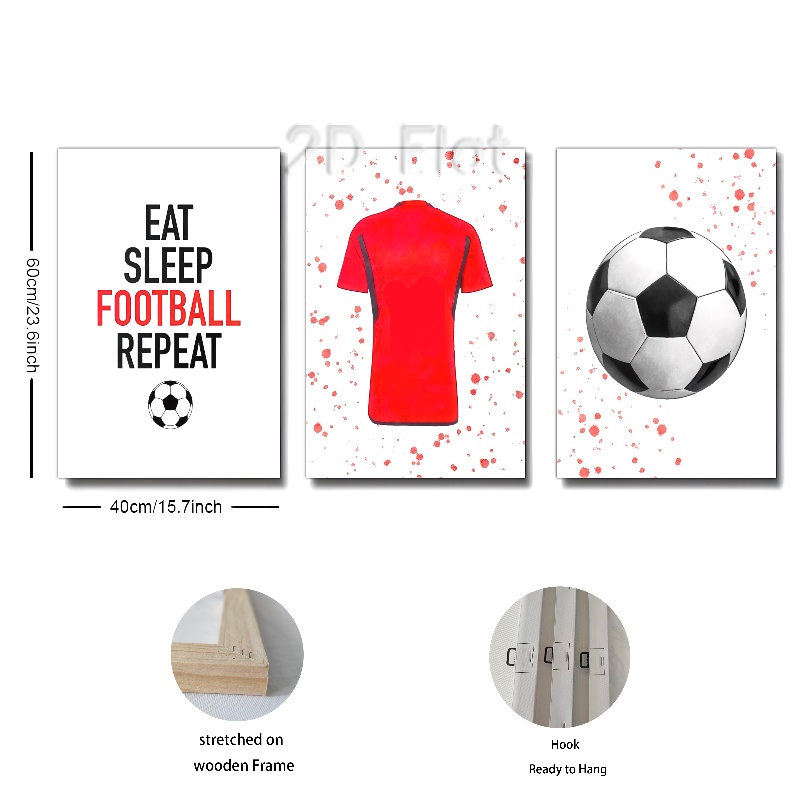 2D Flat
EAT
SLEEP
FOOTBALL
REPEAT
60cm/23.6inch
40cm/15.7inch
stretched on
wooden Frame
Hook
Ready to Hang